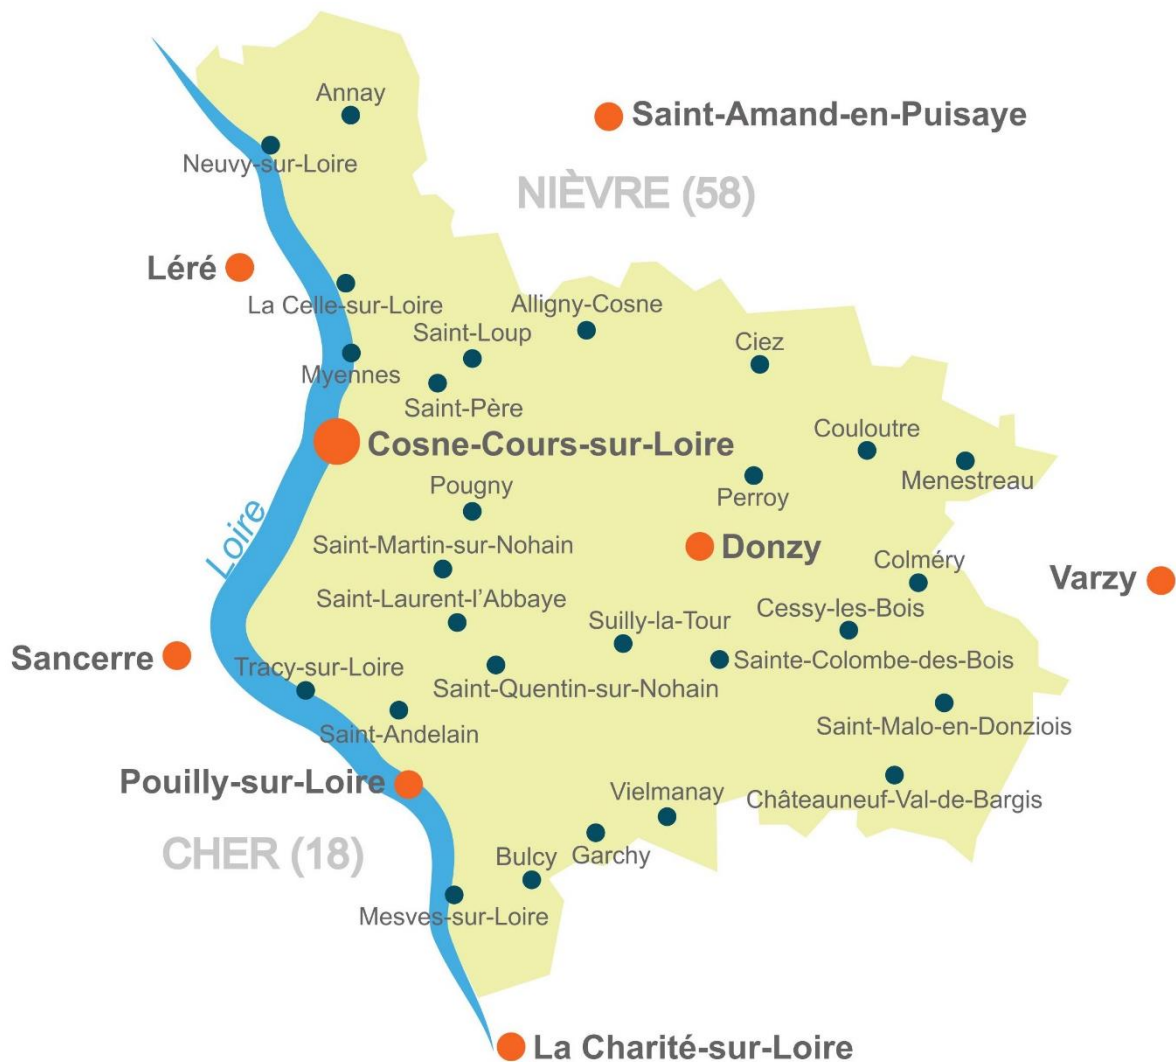 Annay
Saint-Amand-en-Puisaye
Neuvy-sur-Loire
NIÈVRE (58)
Léré
La Celle-sur-Loire
Alligny-Cosne
Saint-Loup
Ciez
Myennes
Saint-Père
Couloutre
Cosne-Cours-sur-Loire
Menestreau
Pougny
Perroy
Loire
Saint-Martin-sur-Nohain
Donzy
Colméry
Varzy
Saint-Laurent-l'Abbaye
Cessy-les-Bois
Suilly-la-Tour
Sancerre
Tracy-sur-Loire
Sainte-Colombe-des-Bois
Saint-Quentin-sur-Nohain
Saint-Andelain
Saint-Malo-en-Donziois
Pouilly-sur-Loire
Vielmanay
Châteauneuf-Val-de-Bargis
CHER (18)
Bulcy
Garchy
Mesves-sur-Loire
La Charité-sur-Loire